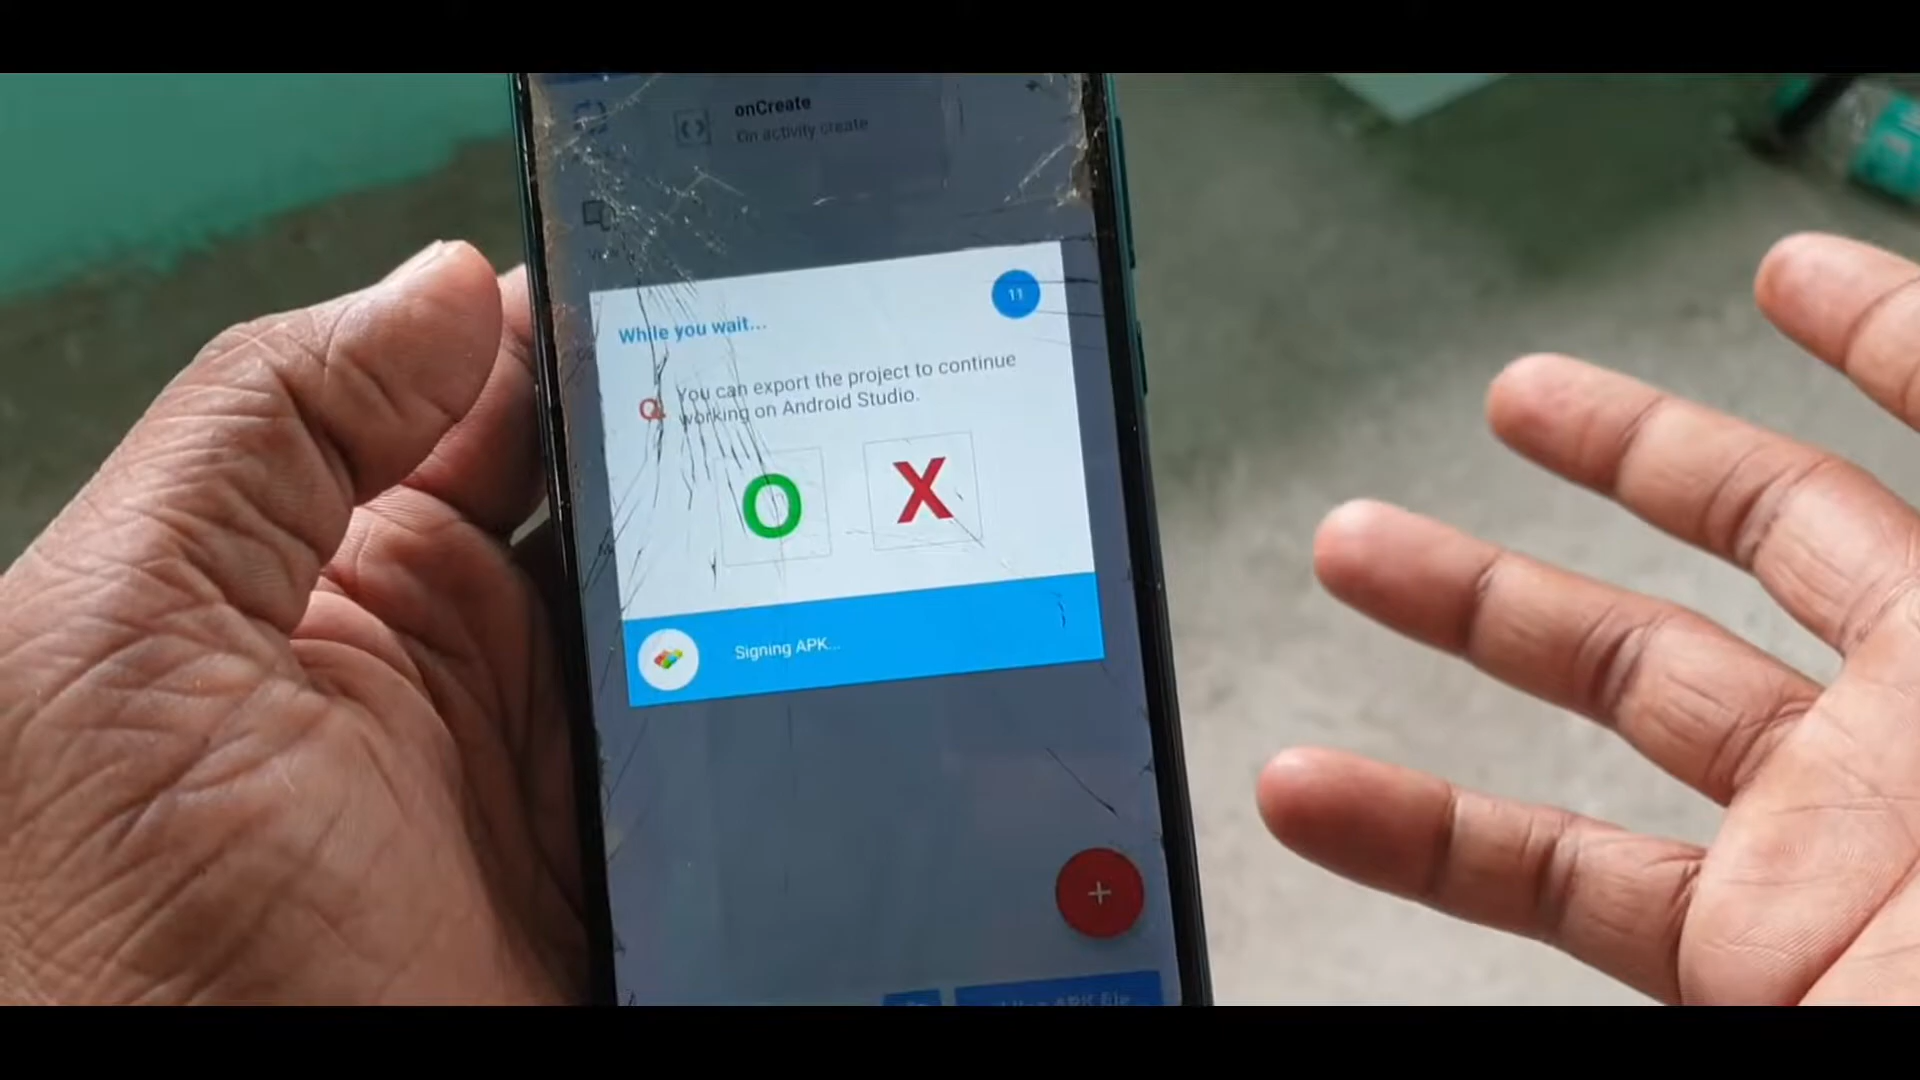 onCreate
On activity create
While you wait...
11
Q. You can export the project to continue
working on Android Studio.
O X
Signing APK...
+